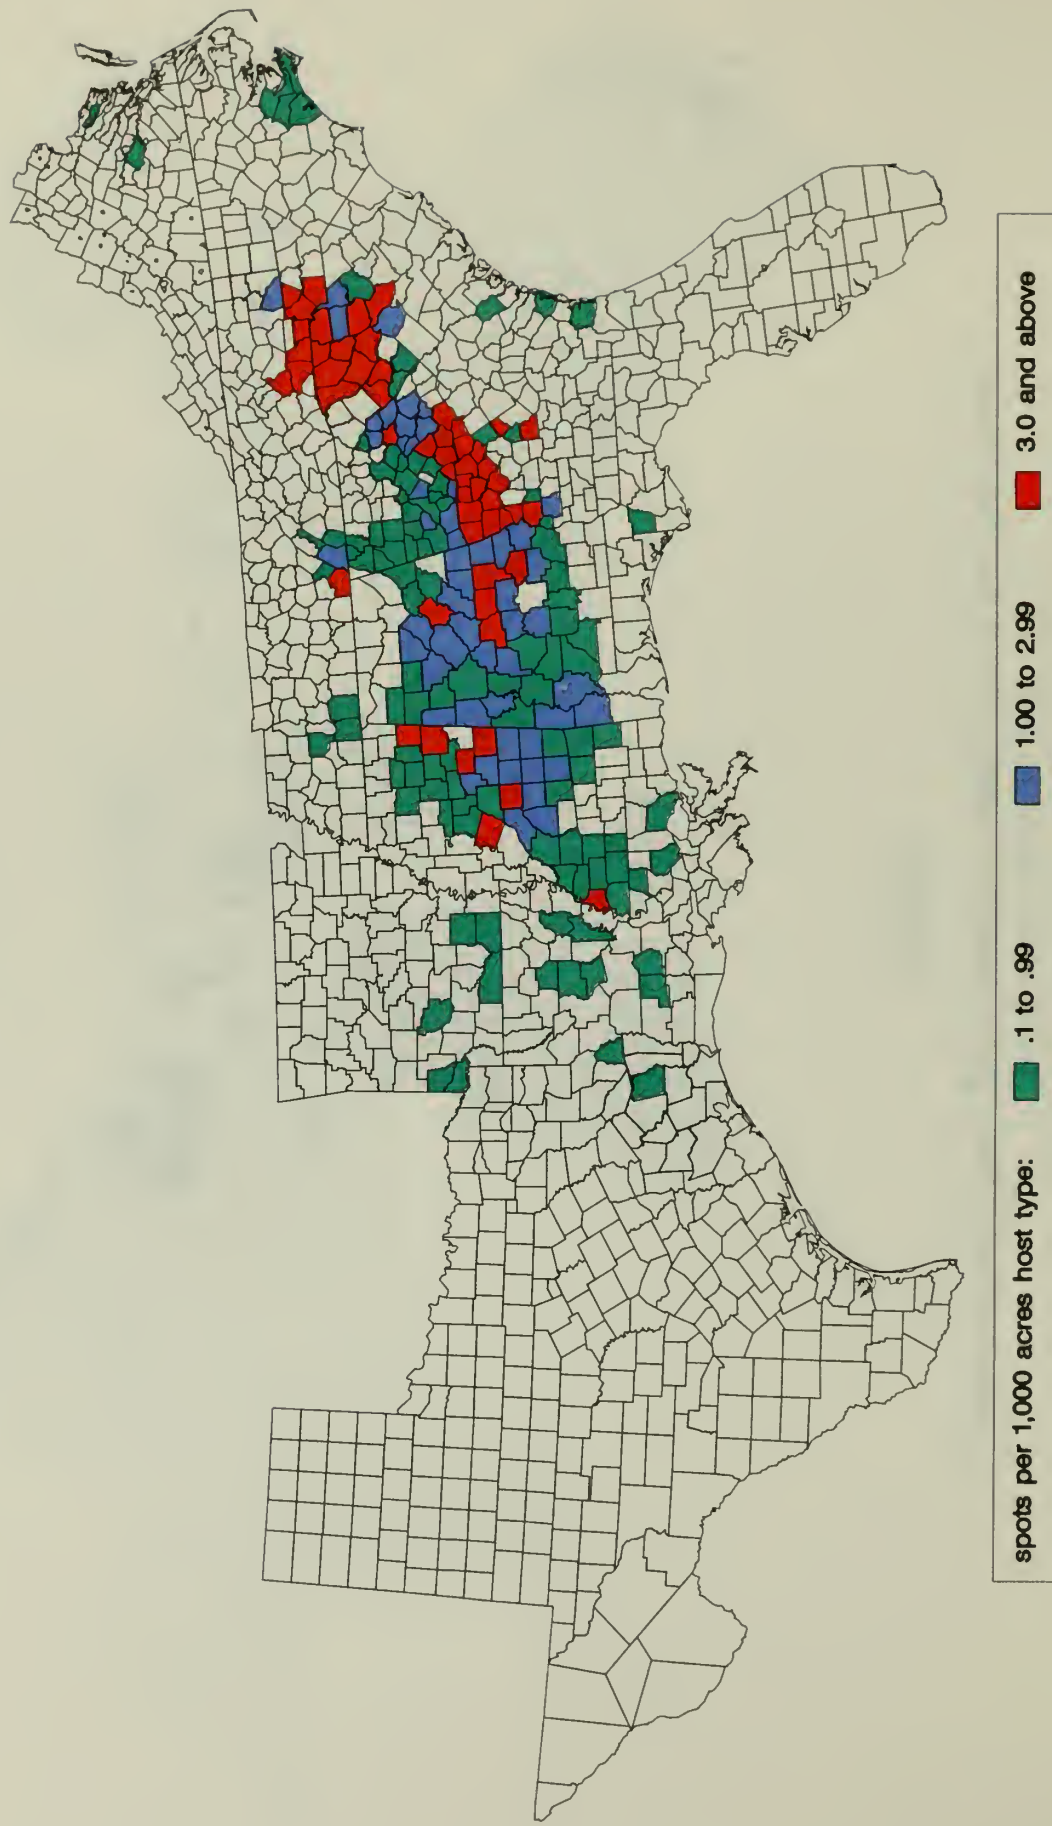 spots per 1,000 acres host type: .1 to .99 1.00 to 2.99 3.0 and above